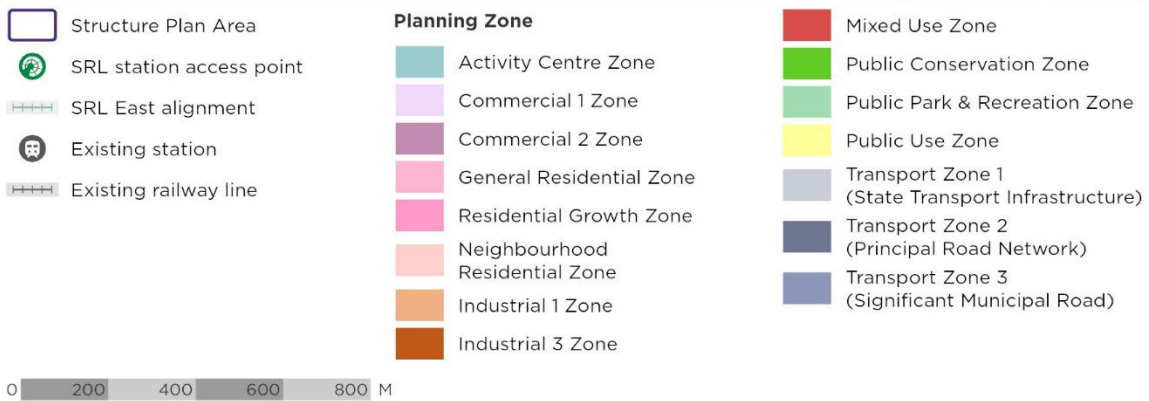 Structure Plan Area
SRL station access point
SRL East alignment
Existing station
Existing railway line
Planning Zone
Activity Centre Zone
Commercial 1 Zone
Commercial 2 Zone
General Residential Zone
Residential Growth Zone
Neighbourhood
Residential Zone
Industrial 1 Zone
Industrial 3 Zone
Mixed Use Zone
Public Conservation Zone
Public Park & Recreation Zone
Public Use Zone
Transport Zone 1
(State Transport Infrastructure)
Transport Zone 2
(Principal Road Network)
Transport Zone 3
(Significant Municipal Road)
0 200 400 600 800 M